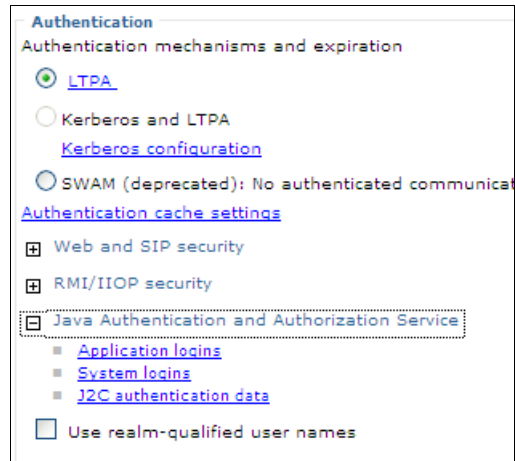 Authentication
Authentication mechanisms and expiration
LTPA
Kerberos and LTPA
Kerberos configuration
SWAM (deprecated): No authenticated communicat
Authentication cache settings
Web and SIP security
RMI/IIOP security
Java Authentication and Authorization Service
Application logins
System logins
J2C authentication data
Use realm-qualified user names